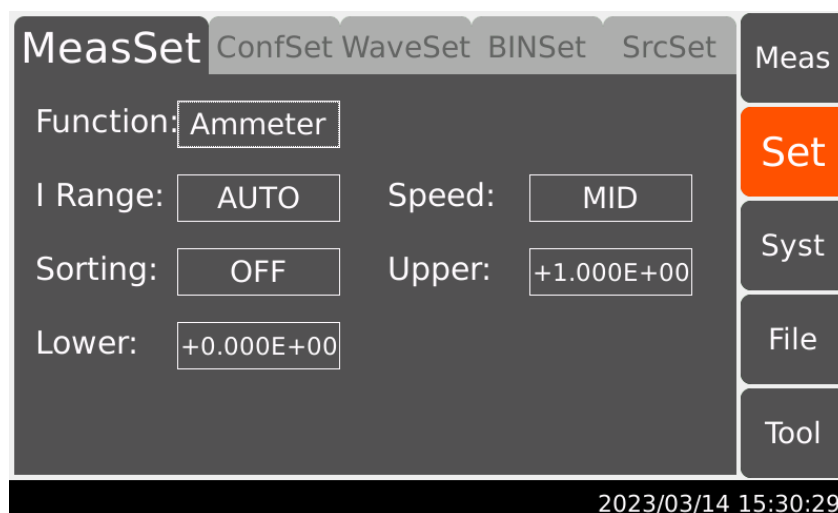 MeasSet ConfSet WaveSet BINSet SrcSet
Function: Ammeter
I Range: AUTO Speed: MID
Sorting: OFF Upper: +1.000E+00
Lower: +0.000E+00
Meas
Set
Syst
File
Tool
2023/03/14 15:30:29